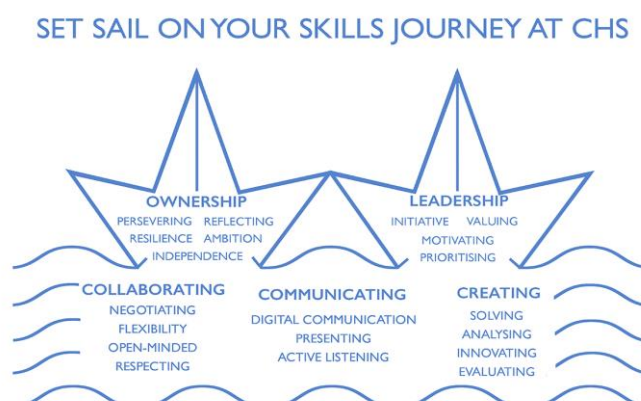 SET SAIL ON YOUR SKILLS JOURNEY AT CHS
OWNERSHIP
PERSEVERING REFLECTING
RESILIENCE AMBITION
INDEPENDENCE
LEADERSHIP
INITIATIVE VALUING
MOTIVATING
PRIORITISING
COLLABORATING
NEGOTIATING
FLEXIBILITY
OPEN-MINDED
RESPECTING
COMMUNICATING
DIGITAL COMMUNICATION
PRESENTING
ACTIVE LISTENING
CREATING
SOLVING
ANALYSING
INNOVATING
EVALUATING